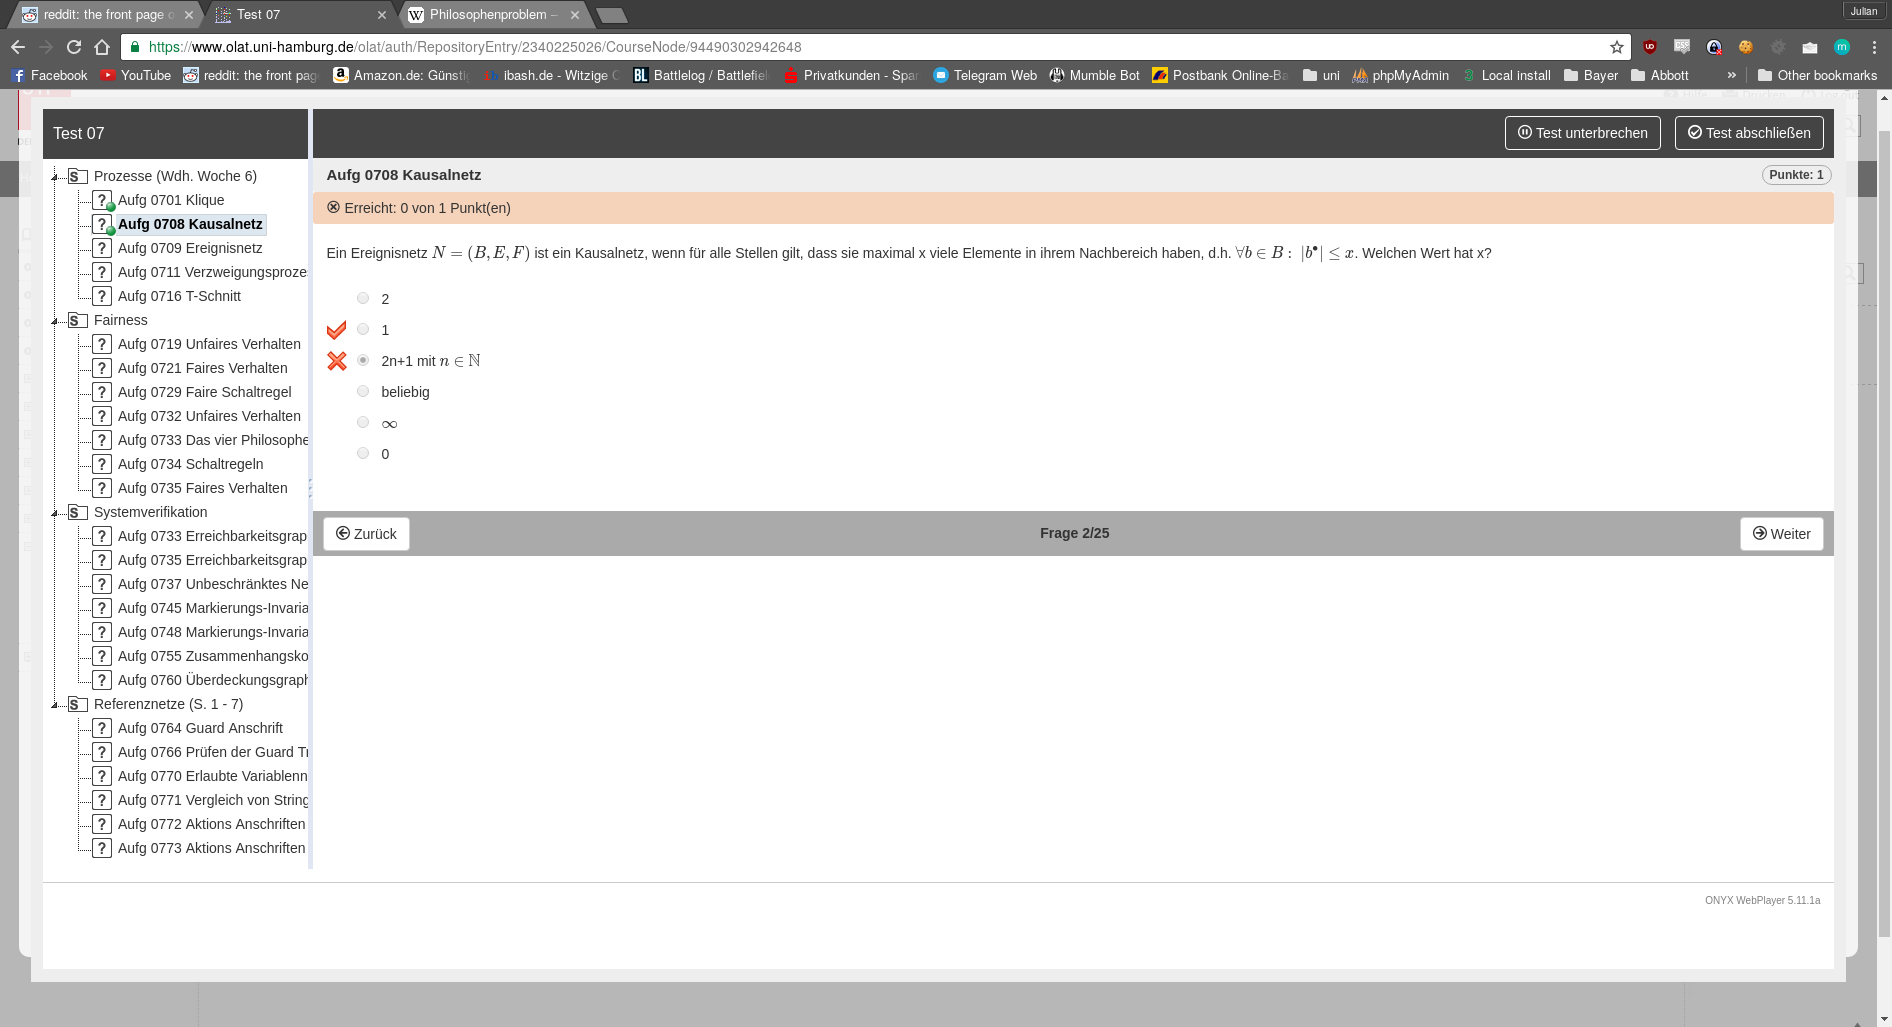 reddit: the front page o
Test 07
Philosophenproblem –
Julian
https://www.olat.uni-hamburg.de/olat/auth/RepositoryEntry/2340225026/CourseNode/94490302942648
Facebook
YouTube
reddit: the front pag
Amazon.de: Günsti
ibash.de - Witzige C
Battlelog / Battlefiel
Privatkunden - Spar
Telegram Web
Mumble Bot
Postbank Online-Ba
uni
phpMyAdmin
Local install
Bayer
Abbott
»
Other bookmarks
Test 07
Test unterbrechen
Test abschließen
Prozesse (Wdh. Woche 6)
Aufg 0701 Klique
Aufg 0708 Kausalnetz
Aufg 0709 Ereignisnetz
Aufg 0711 Verzweigungsprozes
Aufg 0716 T-Schnitt
Fairness
Aufg 0719 Unfaires Verhalten
Aufg 0721 Faires Verhalten
Aufg 0729 Faire Schaltregel
Aufg 0732 Unfaires Verhalten
Aufg 0733 Das vier Philosophe
Aufg 0734 Schaltregeln
Aufg 0735 Faires Verhalten
Systemverifikation
Aufg 0733 Erreichbarkeitsgrap
Aufg 0735 Erreichbarkeitsgrap
Aufg 0737 Unbeschränktes Ne
Aufg 0745 Markierungs-Invaria
Aufg 0748 Markierungs-Invaria
Aufg 0755 Zusammenhangsko
Aufg 0760 Überdeckungsgraph
Referenznetze (S. 1 - 7)
Aufg 0764 Guard Anschrift
Aufg 0766 Prüfen der Guard Tr
Aufg 0770 Erlaubte Variablenn
Aufg 0771 Vergleich von String
Aufg 0772 Aktions Anschriften
Aufg 0773 Aktions Anschriften
Aufg 0708 Kausalnetz
Punkte: 1
Erreicht: 0 von 1 Punkt(en)
Ein Ereignisnetz N = (B, E, F) ist ein Kausalnetz, wenn für alle Stellen gilt, dass sie maximal x viele Elemente in ihrem Nachbereich haben, d.h. ∀b ∈ B : |b•| ≤ x. Welchen Wert hat x?
2
1
2n+1 mit n ∈ ℕ
beliebig
∞
0
Zurück
Frage 2/25
Weiter
ONYX WebPlayer 5.11.1a